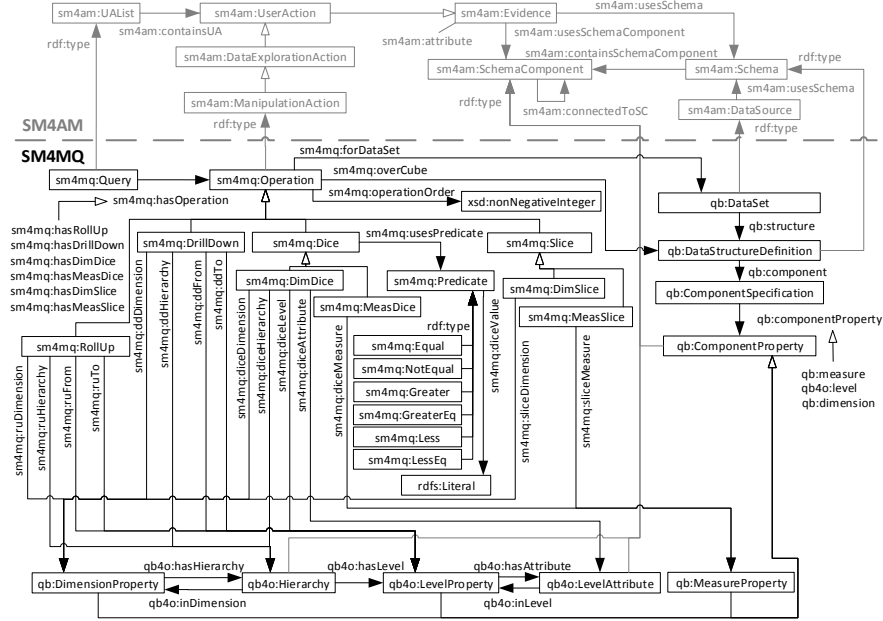 sm4am:UAList
sm4am:UserAction
sm4am:Evidence
sm4am:usesSchema
sm4am:containsUA
sm4am:attribute
sm4am:usesSchemaComponent
rdf:type
sm4am:DataExplorationAction
sm4am:containsSchemaComponent
rdf:type
sm4am:SchemaComponent
sm4am:Schema
rdf:type
sm4am:usesSchema
sm4am:ManipulationAction
sm4am:connectedToSC
sm4am:DataSource
rdf:type
rdf:type
SM4AM
SM4MQ
sm4mq:forDataSet
sm4mq:Query
sm4mq:Operation
sm4mq:overCube
sm4mq:operationOrder
xsd:nonNegativeInteger
sm4mq:hasOperation
qb:DataSet
sm4mq:hasRollUp
sm4mq:hasDrillDown
sm4mq:hasDimDice
sm4mq:hasMeasDice
sm4mq:hasDimSlice
sm4mq:hasMeasSlice
qb:structure
sm4mq:DrillDown
sm4mq:Dice
sm4mq:usesPredicate
sm4mq:Slice
qb:DataStructureDefinition
qb:component
sm4mq:DimDice
sm4mq:Predicate
sm4mq:DimSlice
qb:ComponentSpecification
sm4mq:MeasDice
sm4mq:MeasSlice
qb:componentProperty
rdf:type
sm4mq:RollUp
sm4mq:Equal
qb:ComponentProperty
sm4mq:NotEqual
qb:measure
qb4o:level
qb:dimension
sm4mq:Greater
sm4mq:GreaterEq
sm4mq:Less
sm4mq:LessEq
rdfs:Literal
sm4mq:ruDimension
sm4mq:ruHierarchy
sm4mq:ruFrom
sm4mq:ruTo
sm4mq:ddDimension
sm4mq:ddHierarchy
sm4mq:ddFrom
sm4mq:ddTo
sm4mq:diceDimension
sm4mq:diceHierarchy
sm4mq:diceLevel
sm4mq:diceAttribute
sm4mq:diceMeasure
sm4mq:diceValue
sm4mq:sliceDimension
sm4mq:sliceMeasure
qb4o:hasHierarchy
qb4o:hasLevel
qb4o:hasAttribute
qb:DimensionProperty
qb4o:Hierarchy
qb4o:LevelProperty
qb4o:LevelAttribute
qb:MeasureProperty
qb4o:inDimension
qb4o:inLevel